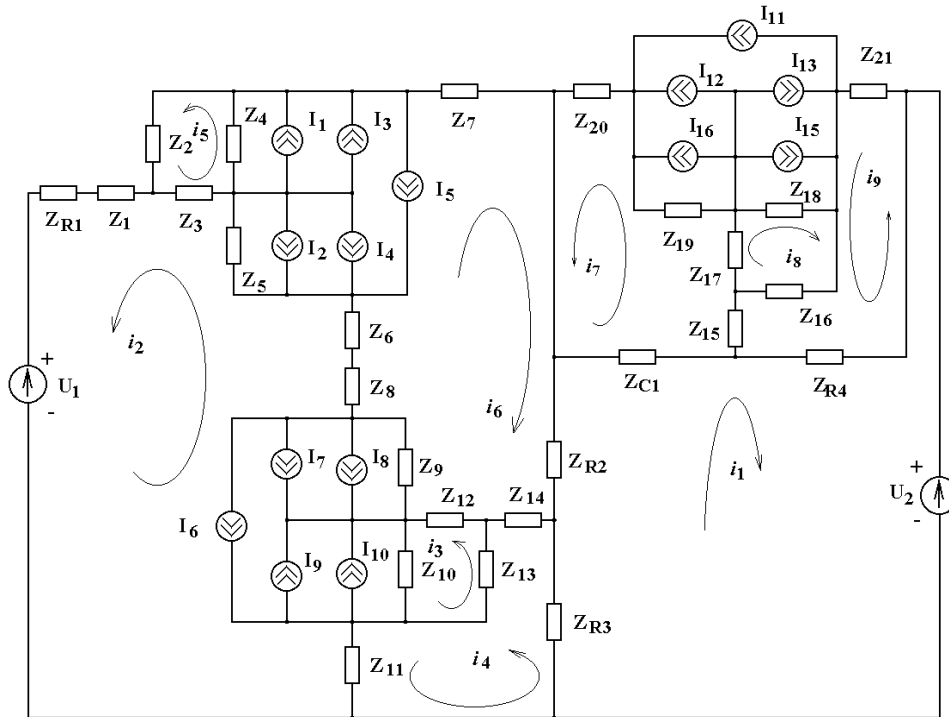 I11
Z21
I12
I13
Z4
I1
I3
Z7
Z20
Z2
i5
I16
I15
I5
i9
ZR1
Z1
Z3
Z18
Z19
I2
I4
Z5
Z17
i8
i7
Z16
i2
Z6
Z15
+
U1
-
Z8
ZC1
ZR4
i6
I7
I8
Z9
ZR2
i1
+
U2
-
Z12
Z14
I6
I9
I10
i3
Z10
Z13
ZR3
Z11
i4